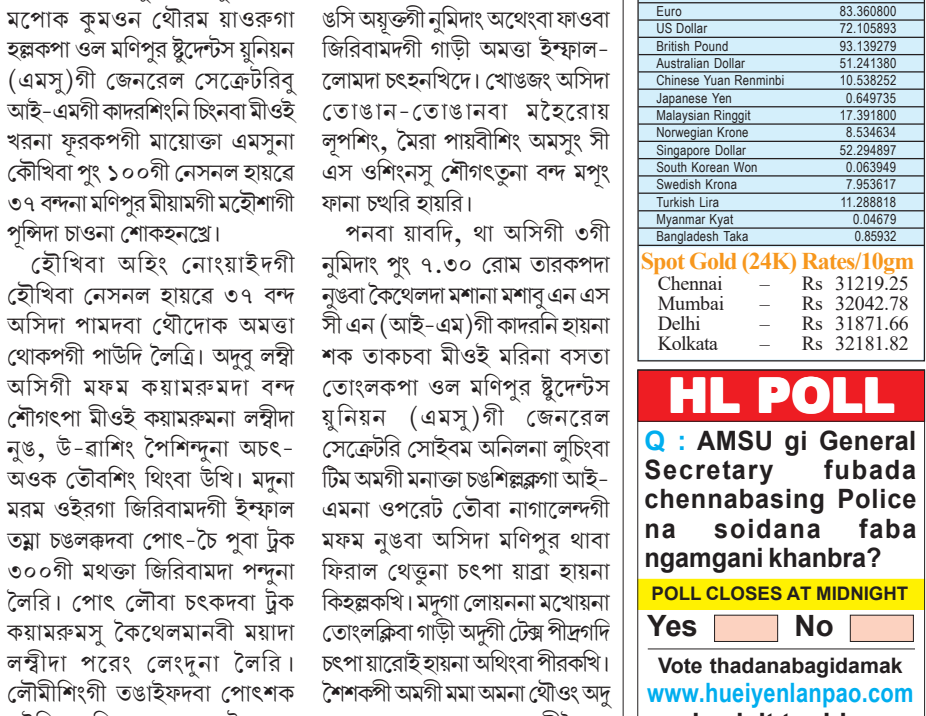 মপোক কুমওন থৌরম য়াওরুগা
হল্লকপা ওল মণিপুর ষ্টুদেন্টস য়ুনিয়ন
(এমসু)গী জেনরেল সেক্রেটরিবু
আই-এমগী কাদরশিংনি চিংনবা মীওই
খরনা ফূরকপগী মায়োক্তা এমসুনা
কৌখিবা পুং ১০০গী নেসনল হায়ৱে
৩৭ বন্দনা মণিপুর মীয়ামগী মহৌশাগী
পূন্সিদা চাওনা শোকহনখ্রে।
হৌখিবা অহিং নোংয়াইদগী
হৌখিবা নেসনল হায়ৱে ৩৭ বন্দ
অসিদা পামদবা থৌদোক অমত্তা
থোকপগী পাউদি লৈত্রি। অদুবু লম্বী
অসিগী মফম কয়ামরুমদা বন্দ
শৌগৎপা মীওই কয়ামরুমনা লম্বীদা
নুঙ, উ-ৱাশিং পৈশিন্দুনা অচৎ-
অওক তৌবশিং থিংবা উখি। মদুনা
মরম ওইরগা জিরিবামদগী ইম্ফাল
তম্না চঙলক্কদবা পোৎ-চৈ পুবা ট্রক
৩০০গী মথক্তা জিরিবামদা পন্দুনা
লৈরি। পোৎ লৌবা চৎকদবা ট্রক
কয়ামরুমসু কৈথেলমানবী ময়াদা
লম্বীদা পরেং লেংদুনা লৈরি।
লৌমীশিংগী তঙাইফদবা পোৎশক
ঙসি অয়ূক্তগী নুমিদাং অথেংবা ফাওবা
জিরিবামদগী গাড়ী অমত্তা ইম্ফাল-
লোমদা চৎহনখিদে। খোঙজং অসিদা
তোঙান-তোঙানবা মহৈরোয়
লূপশিং, মৈরা পায়বীশিং অমসুং সী
এস ওশিংনসু শৌগৎতুনা বন্দ মপূং
ফানা চত্থরি হায়রি।
পনবা য়াবদি, থা অসিগী ৩গী
নুমিদাং পুং ৭.৩০ রোম তারকপদা
নুঙবা কৈথেলদা মশানা মশাবু এন এস
সী এন (আই-এম)গী কাদরনি হায়না
শক তাকচবা মীওই মরিনা বসতা
তোংলকপা ওল মণিপুর ষ্টুদেন্টস
য়ুনিয়ন (এমসু)গী জেনরেল
সেক্রেটরি সোইবম অনিলনা লুচিংবা
টিম অমগী মনাক্তা চঙশিল্লক্লগা আই-
এমনা ওপরেট তৌবা নাগালেন্দগী
মফম নুঙবা অসিদা মণিপুর থাবা
ফিরাল থেত্তুনা চৎপা য়াব্রা হায়না
কিহল্লকখি। মদুগা লোয়ননা মখোয়না
তোংলক্লিবা গাড়ী অদুগী টেক্স পীদ্রগদি
চৎপা য়ারোই হায়না অথিংবা পীরকখি।
শৈশকপী অমগী মমা অমনা থৌওং অদু
Euro 83.360800
US Dollar 72.105893
British Pound 93.139279
Australian Dollar 51.241380
Chinese Yuan Renminbi 10.538252
Japanese Yen 0.649735
Malaysian Ringgit 17.391800
Norwegian Krone 8.534634
Singapore Dollar 52.294897
South Korean Won 0.063949
Swedish Krona 7.953617
Turkish Lira 11.288818
Myanmar Kyat 0.04679
Bangladesh Taka 0.85932
Spot Gold (24K) Rates/10gm
Chennai – Rs 31219.25
Mumbai – Rs 32042.78
Delhi – Rs 31871.66
Kolkata – Rs 32181.82
HL POLL
Q : AMSU gi General
Secretary fubada
chennabasing Police
na soidana faba
ngamgani khanbra?
POLL CLOSES AT MIDNIGHT
Yes No
Vote thadanabagidamak
www.hueiyenlanpao.com